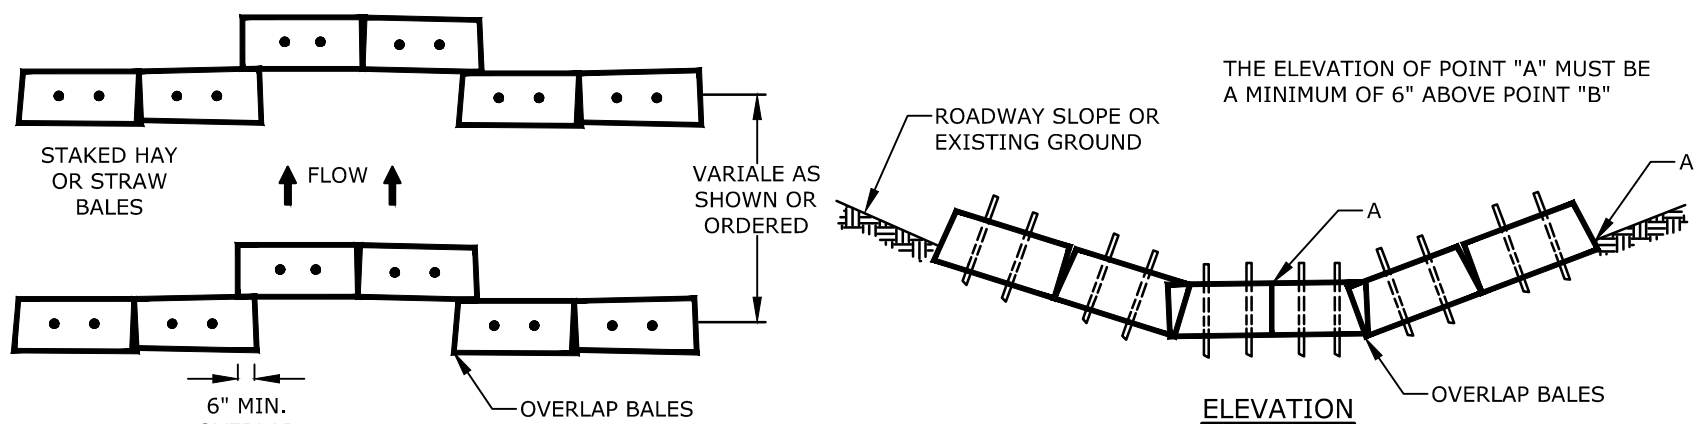 STAKED HAY
OR STRAW
BALES
FLOW
VARIALE AS
SHOWN OR
ORDERED
6" MIN.
OVERLAP BALES
THE ELEVATION OF POINT "A" MUST BE
A MINIMUM OF 6" ABOVE POINT "B"
ROADWAY SLOPE OR
EXISTING GROUND
A
A
OVERLAP BALES
ELEVATION